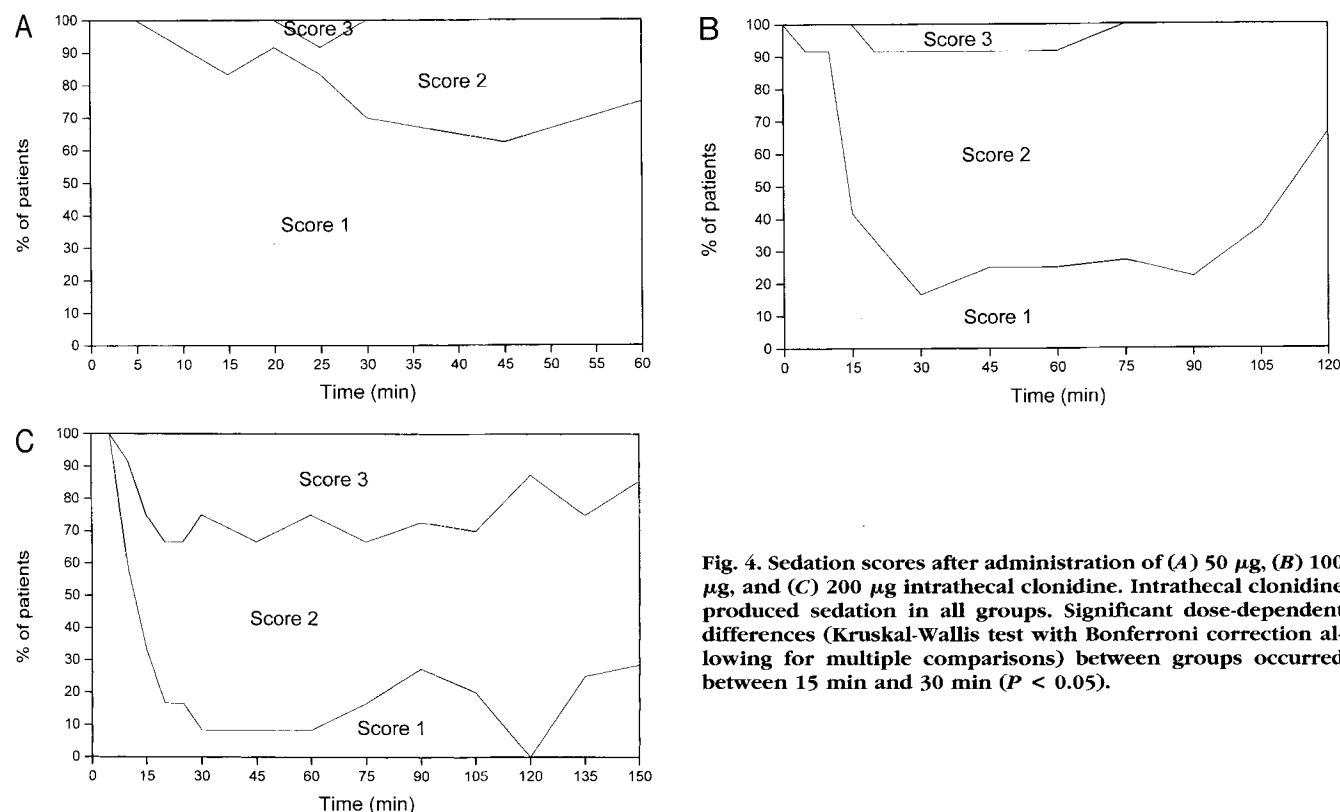 A
100
90
80
70
60
50
40
30
20
10
0
% of patients
Score 3
Score 2
Score 1
0 5 10 15 20 25 30 35 40 45 50 55 60
Time (min)
B
100
90
80
70
60
50
40
30
20
10
0
% of patients
Score 3
Score 2
Score 1
0 15 30 45 60 75 90 105 120
Time (min)
C
100
90
80
70
60
50
40
30
20
10
0
% of patients
Score 3
Score 2
Score 1
0 15 30 45 60 75 90 105 120 135 150
Time (min)
Fig. 4. Sedation scores after administration of (A) 50 μg, (B) 100
μg, and (C) 200 μg intrathecal clonidine. Intrathecal clonidine
produced sedation in all groups. Significant dose-dependent
differences (Kruskal-Wallis test with Bonferroni correction al-
lowing for multiple comparisons) between groups occurred
between 15 min and 30 min (P < 0.05).